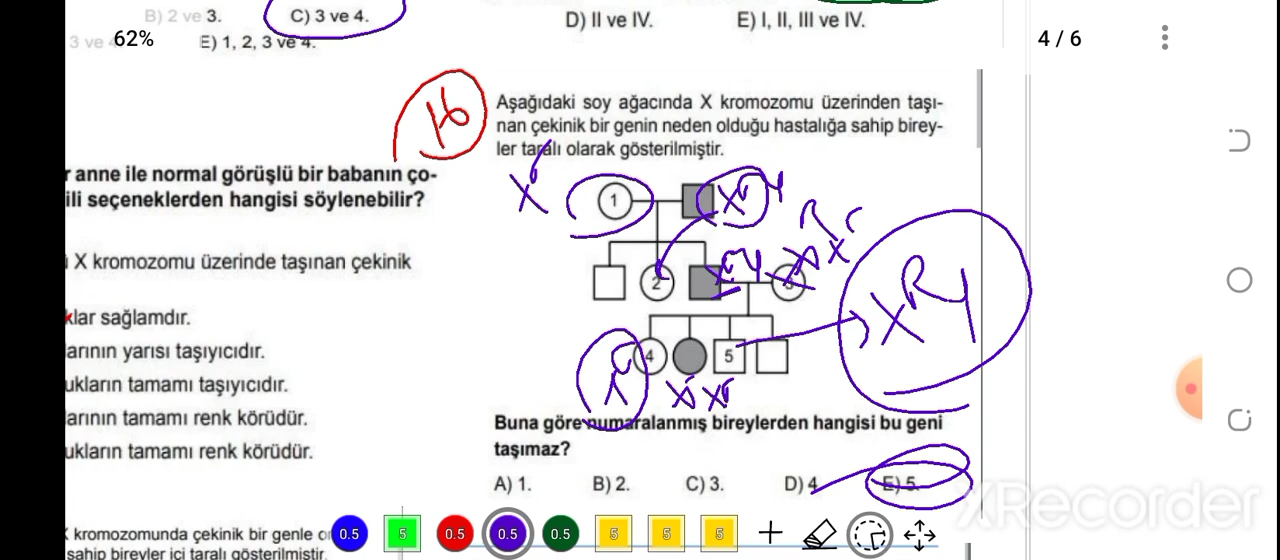 B) 2 ve 3.
C) 3 ve 4.
3 ve 4
62%
E) 1, 2, 3 ve 4.
D) II ve IV.
E) I, II, III ve IV.
4 / 6
16
r anne ile normal görüşlü bir babanın ço-
ili seçeneklerden hangisi söylenebilir?
X kromozomu üzerinde taşınan çekinik
klar sağlamdır.
arının yarısı taşıyıcıdır.
ukların tamamı taşıyıcıdır.
arının tamamı renk körüdür.
ukların tamamı renk körüdür.
X kromozomunda çekinik bir genle
sahip bireyler içi taralı gösterilmiştir.
Aşağıdaki soy ağacında X kromozomu üzerinden taşı-
nan çekinik bir genin neden olduğu hastalığa sahip birey-
ler taralı olarak gösterilmiştir.
X^r
1
X^r Y
2
X^r Y
X^R X^r
3
4
X^r
5
X^r X^r
X^R Y
Buna göre numaralanmış bireylerden hangisi bu geni
taşımaz?
A) 1.
B) 2.
C) 3.
D) 4
E) 5.
0.5
5
0.5
0.5
0.5
5
5
5
XRecorder